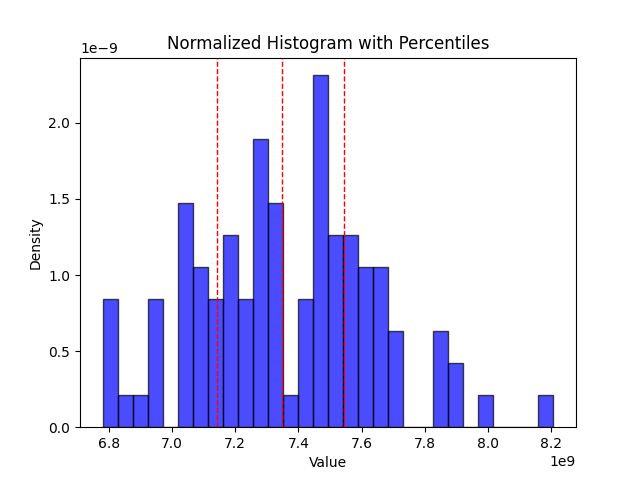 Normalized Histogram with Percentiles
1e−9
2.0
1.5
1.0
0.5
0.0
Density
6.8 7.0 7.2 7.4 7.6 7.8 8.0 8.2
Value
1e9